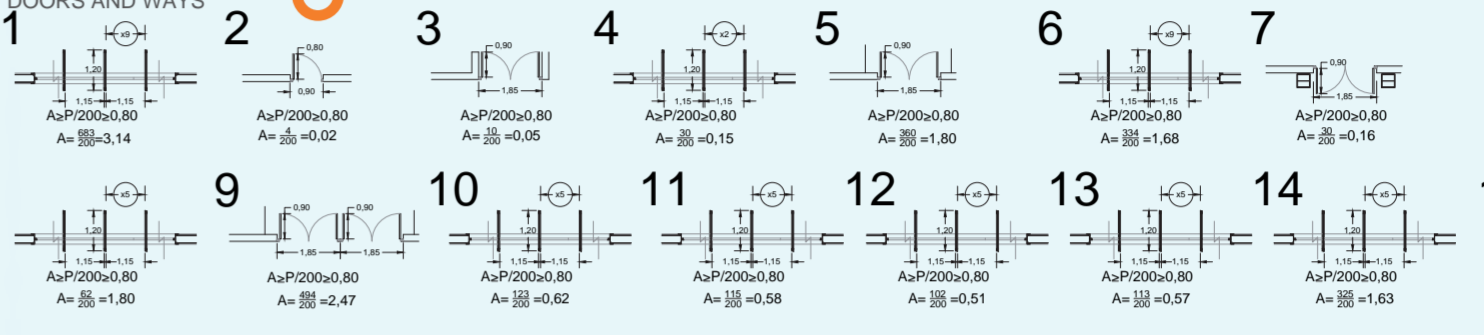 DOORS AND WAYS
1
x9
1,20
1,15 1,15
A≥P/200≥0,80
A= 683/200 =3,14
2
0,80
0,90
A≥P/200≥0,80
A= 4/200 =0,02
3
0,90
1,85
A≥P/200≥0,80
A= 10/200 =0,05
4
x2
1,20
1,15 1,15
A≥P/200≥0,80
A= 30/200 =0,15
5
0,90
1,85
A≥P/200≥0,80
A= 360/200 =1,80
6
x9
1,20
1,15 1,15
A≥P/200≥0,80
A= 334/200 =1,68
7
0,90
1,85
A≥P/200≥0,80
A= 30/200 =0,16
x5
1,20
1,15 1,15
A≥P/200≥0,80
A= 62/200 =1,80
9
0,90 0,90
1,85 1,85
A≥P/200≥0,80
A= 494/200 =2,47
10
x5
1,20
1,15 1,15
A≥P/200≥0,80
A= 123/200 =0,62
11
x5
1,20
1,15 1,15
A≥P/200≥0,80
A= 115/200 =0,58
12
x5
1,20
1,15 1,15
A≥P/200≥0,80
A= 102/200 =0,51
13
x5
1,20
1,15 1,15
A≥P/200≥0,80
A= 113/200 =0,57
14
x5
1,20
1,15 1,15
A≥P/200≥0,80
A= 325/200 =1,63